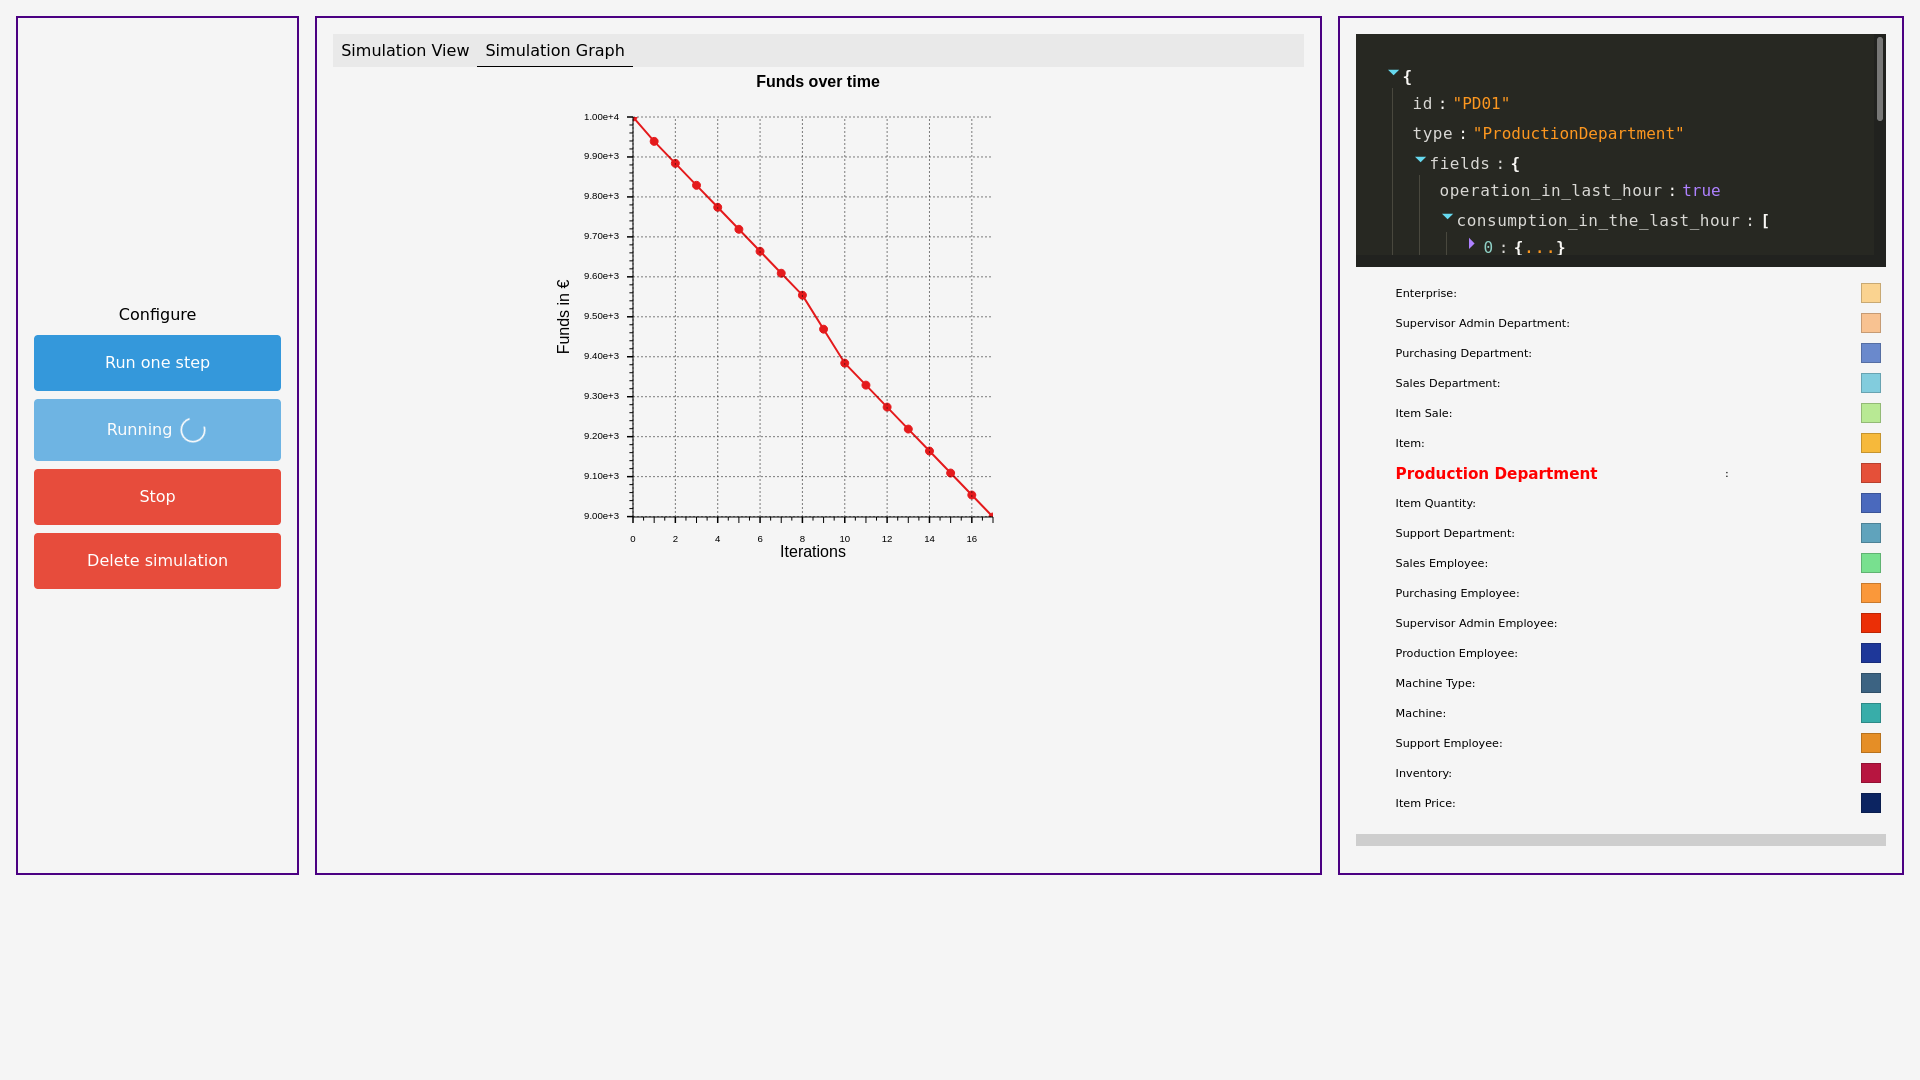 Configure
Run one step
Running
Stop
Delete simulation
Simulation View Simulation Graph
Funds over time
1.00e+4
9.90e+3
9.80e+3
9.70e+3
9.60e+3
9.50e+3
9.40e+3
9.30e+3
9.20e+3
9.10e+3
9.00e+3
Funds in €
0 2 4 6 8 10 12 14 16
Iterations
{
id : "PD01"
type : "ProductionDepartment"
fields : {
operation_in_last_hour : true
consumption_in_the_last_hour : [
0 : {...}
Enterprise:
Supervisor Admin Department:
Purchasing Department:
Sales Department:
Item Sale:
Item:
Production Department :
Item Quantity:
Support Department:
Sales Employee:
Purchasing Employee:
Supervisor Admin Employee:
Production Employee:
Machine Type:
Machine:
Support Employee:
Inventory:
Item Price: